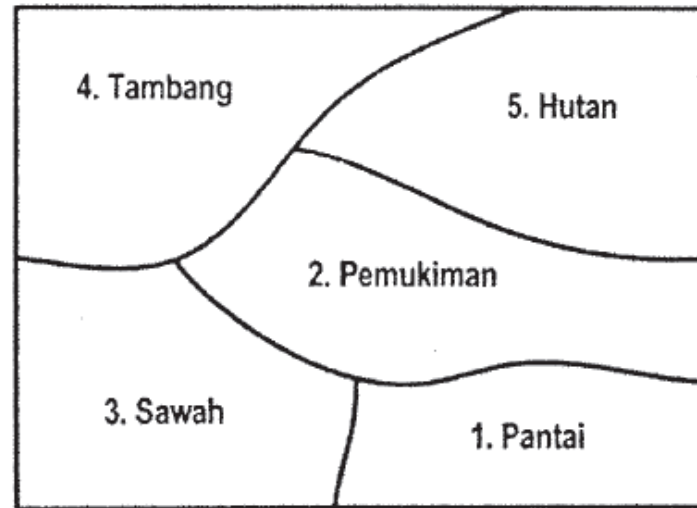 4. Tambang
5. Hutan
2. Pemukiman
3. Sawah
1. Pantai